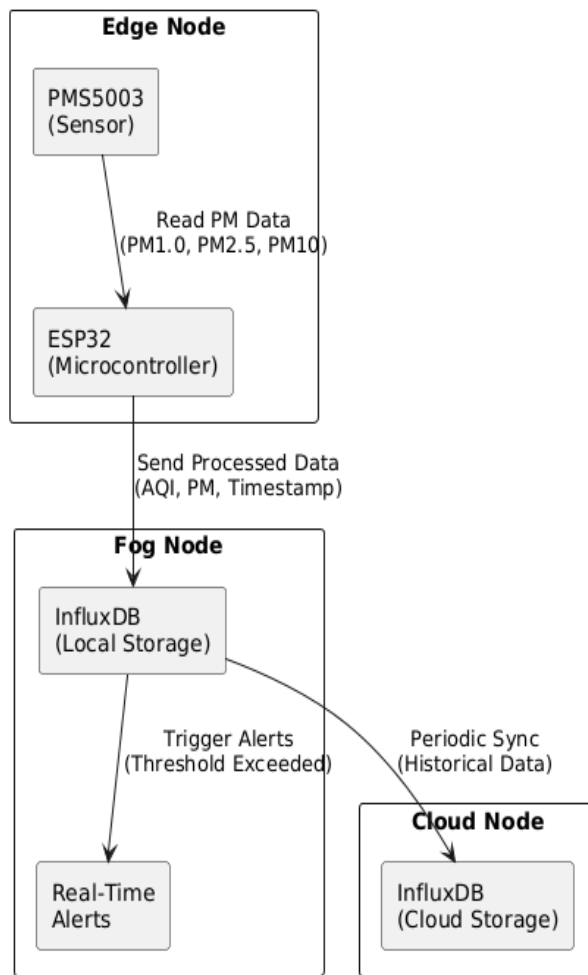 Edge Node
PMS5003
(Sensor)
Read PM Data
(PM1.0, PM2.5, PM10)
ESP32
(Microcontroller)
Send Processed Data
(AQI, PM, Timestamp)
Fog Node
InfluxDB
(Local Storage)
Trigger Alerts
(Threshold Exceeded)
Periodic Sync
(Historical Data)
Cloud Node
Real-Time
Alerts
InfluxDB
(Cloud Storage)